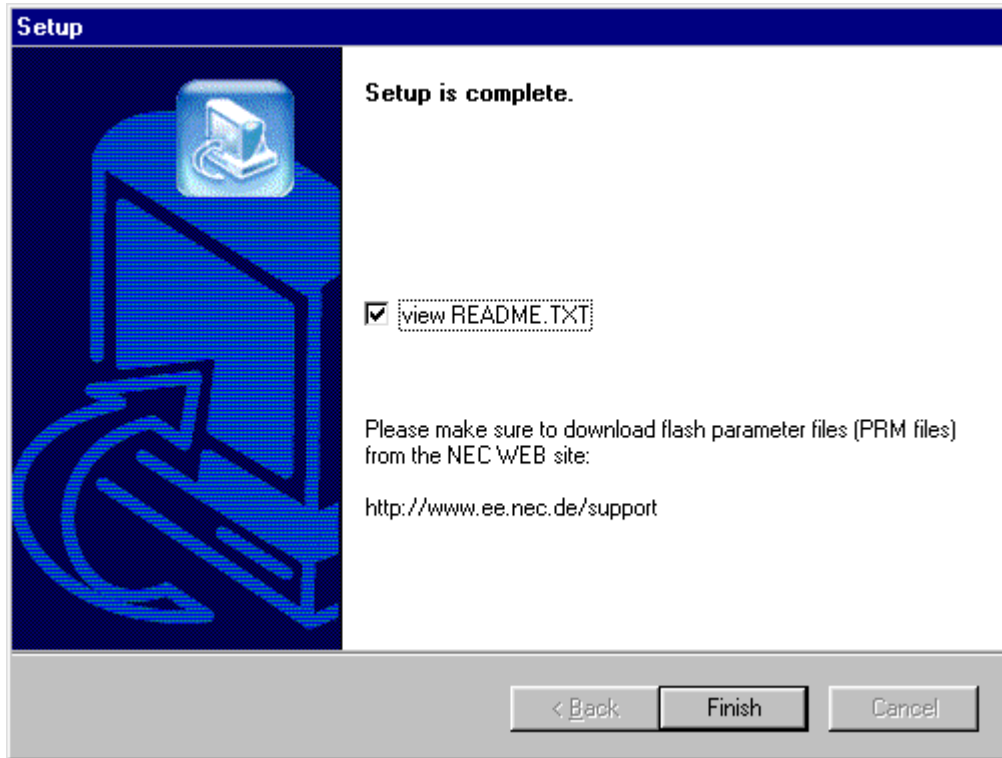 Setup
Setup is complete.
view README.TXT
Please make sure to download flash parameter files (PRM files)
from the NEC WEB site:
http://www.ee.nec.de/support
< Back
Finish
Cancel